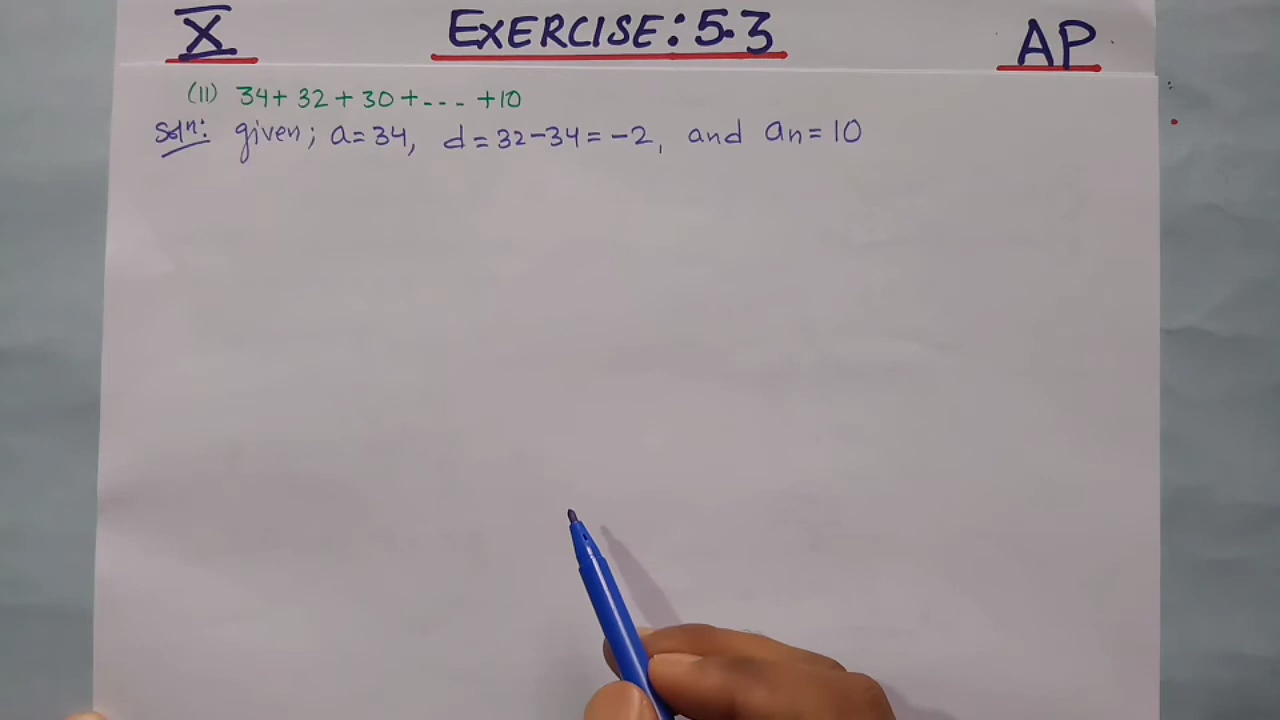 X EXERCISE: 5.3 AP
(II) 34+ 32 + 30 +--- +10
Solⁿ: given; a=34, d=32-34=-2, and an=10